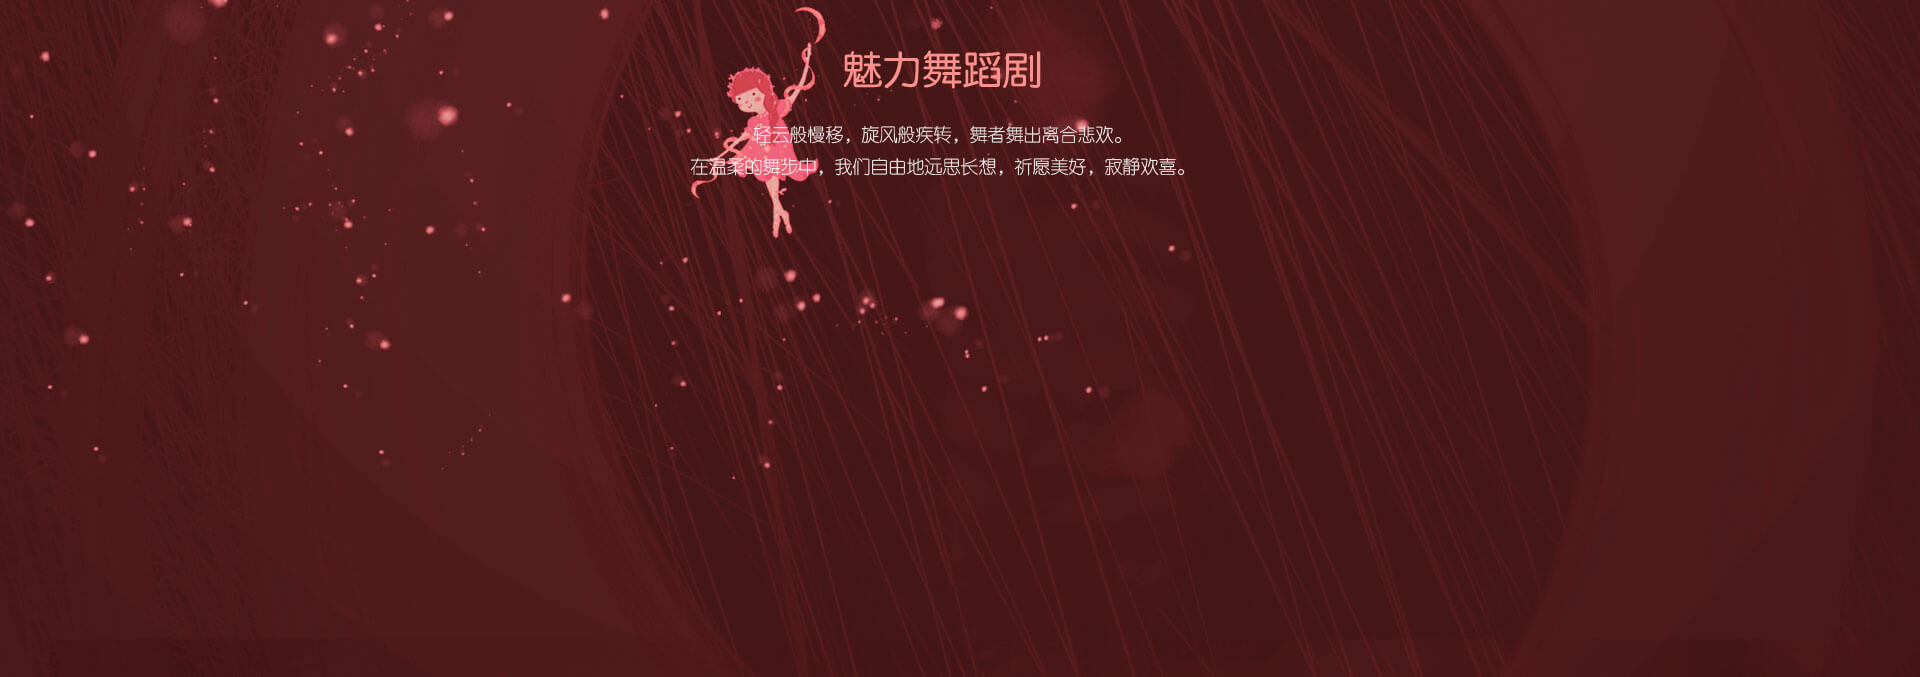 魅力舞蹈剧
轻云般慢移，旋风般疾转，舞者舞出离合悲欢。
在温柔的舞步中，我们自由地远思长想，祈愿美好，寂静欢喜。